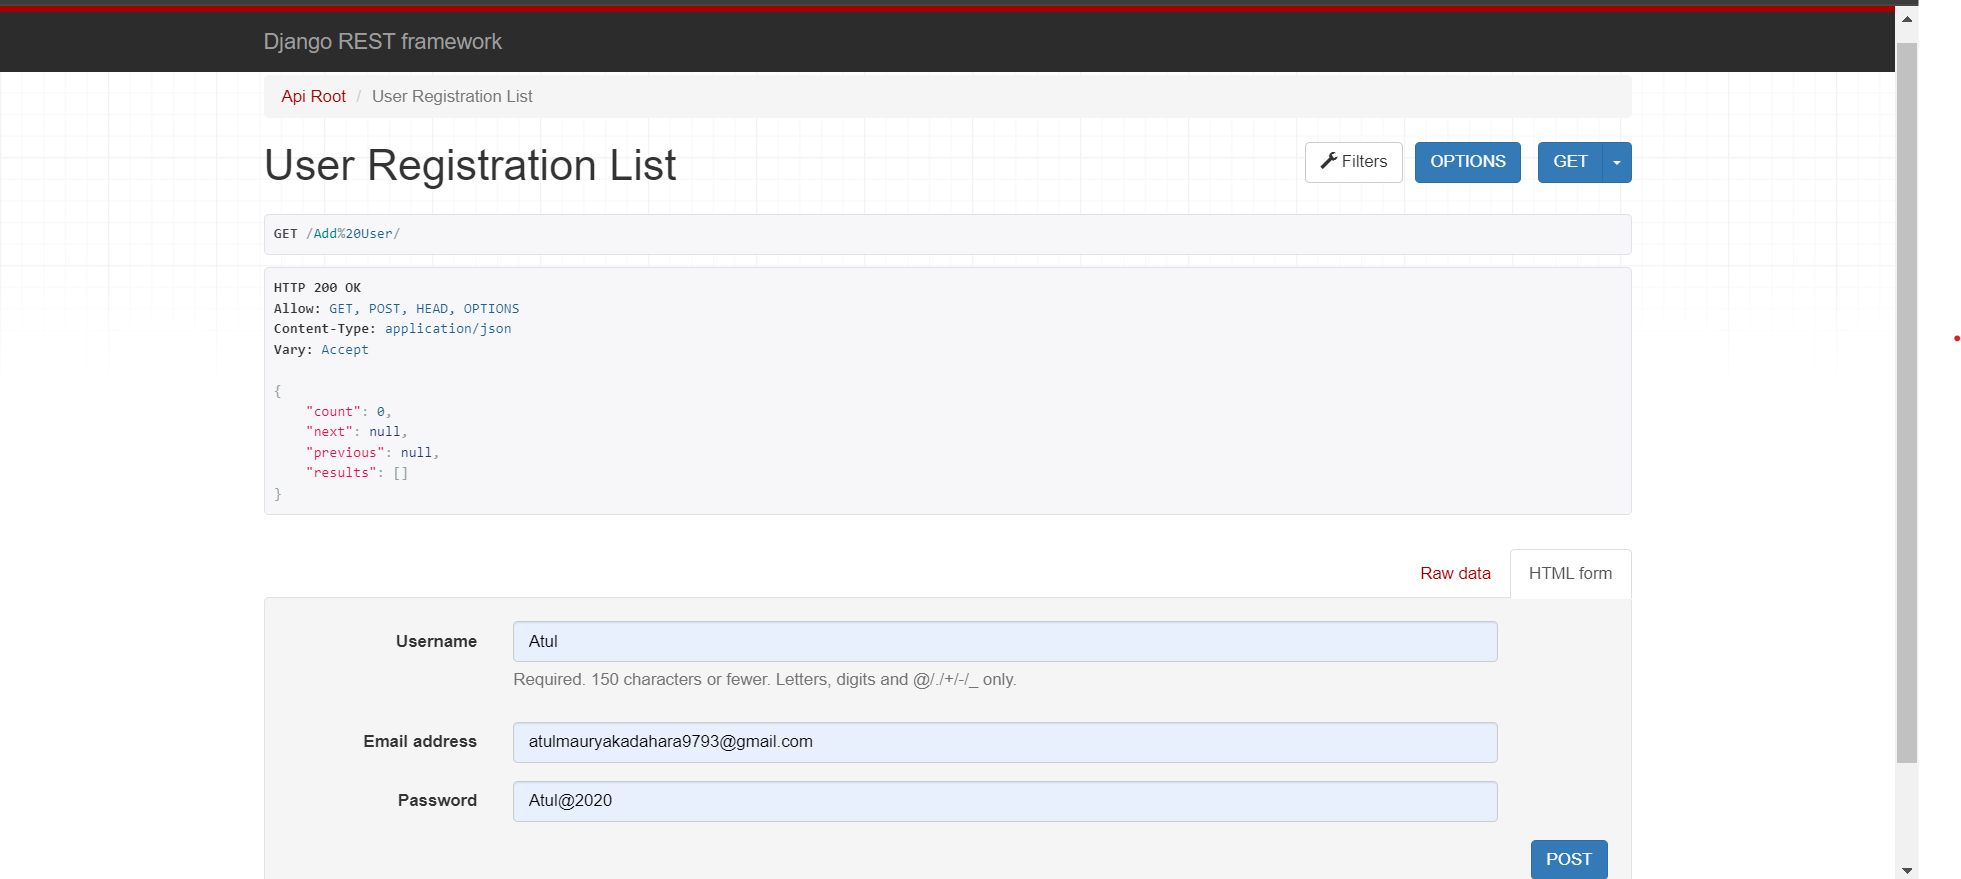 Django REST framework
Api Root / User Registration List
User Registration List
Filters
OPTIONS
GET
GET /Add%20User/
HTTP 200 OK
Allow: GET, POST, HEAD, OPTIONS
Content-Type: application/json
Vary: Accept
{
    "count": 0,
    "next": null,
    "previous": null,
    "results": []
}
Raw data
HTML form
Username
Atul
Required. 150 characters or fewer. Letters, digits and @/./+/-/_ only.
Email address
atulmauryakadahara9793@gmail.com
Password
Atul@2020
POST